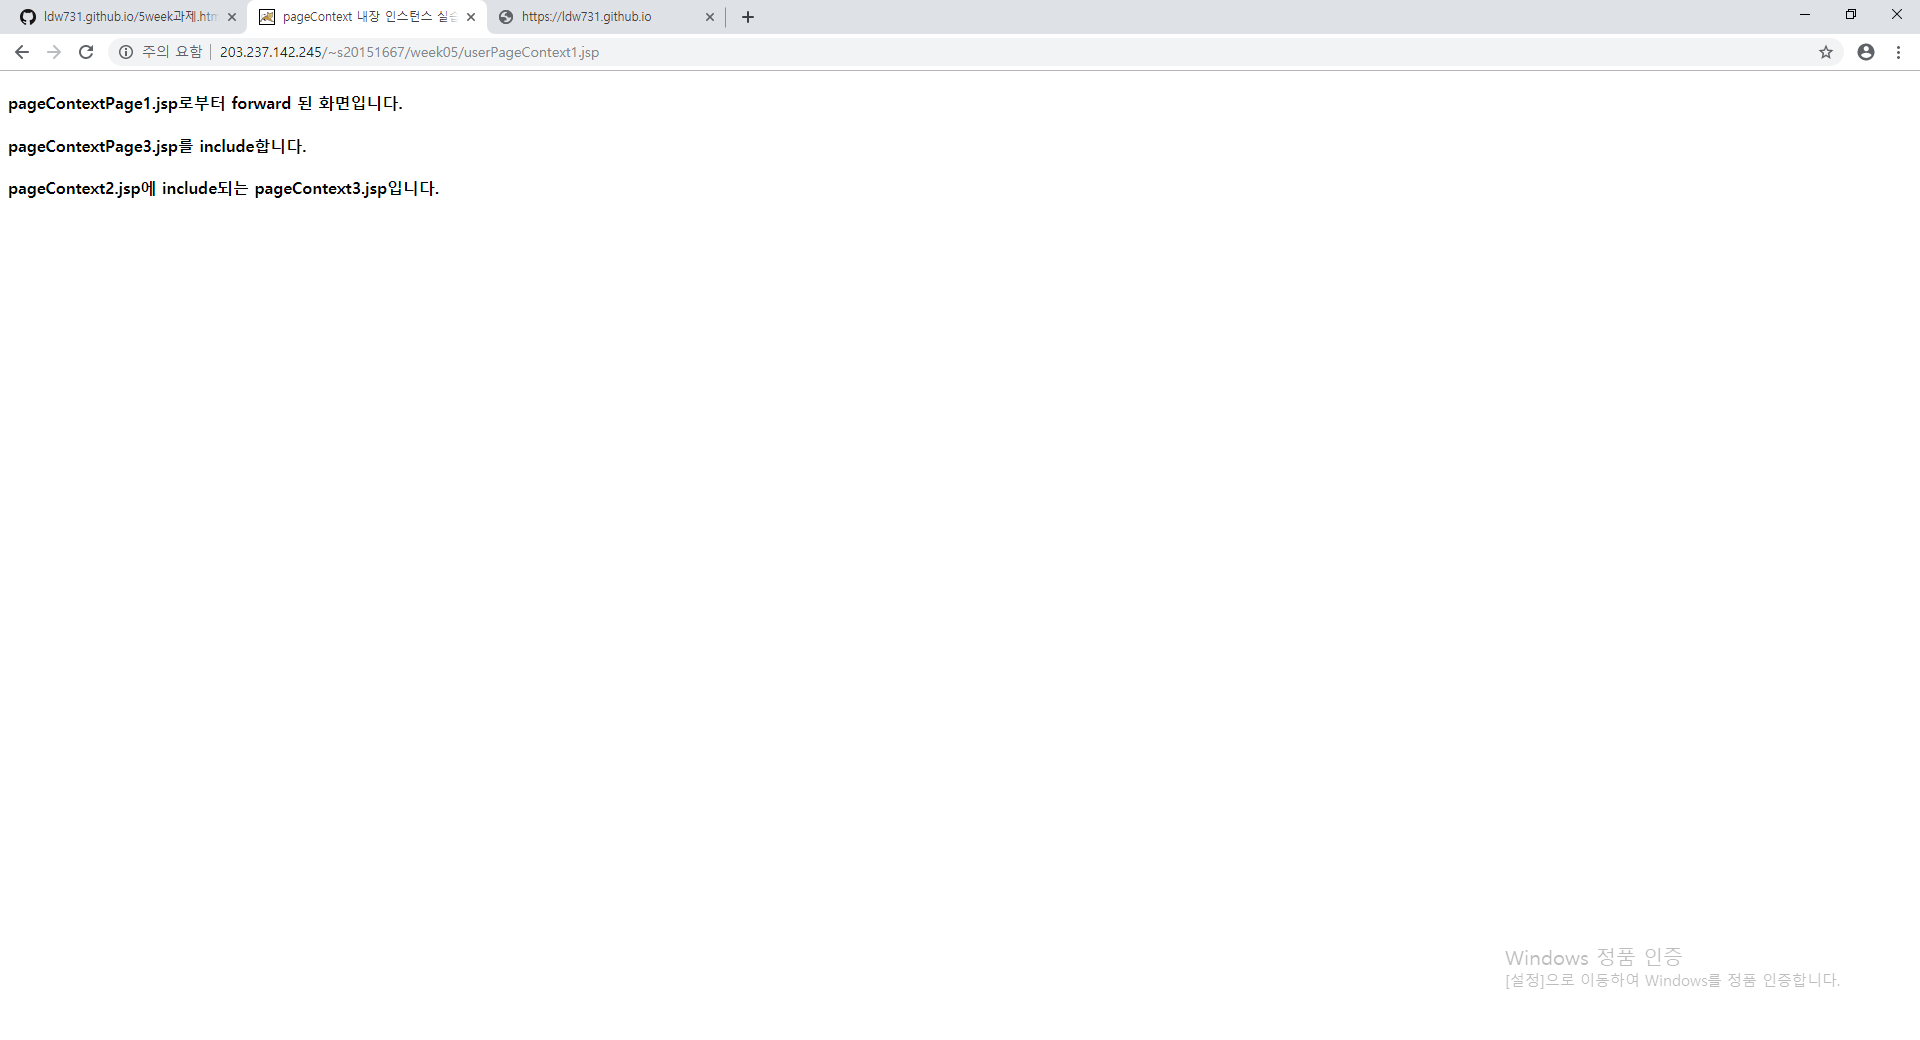 ldw731.github.io/5week과제.htm
pageContext 내장 인스턴스 실습
https://ldw731.github.io
주의 요함
203.237.142.245/~s20151667/week05/userPageContext1.jsp
pageContextPage1.jsp로부터 forward 된 화면입니다.
pageContextPage3.jsp를 include합니다.
pageContext2.jsp에 include되는 pageContext3.jsp입니다.
Windows 정품 인증
[설정]으로 이동하여 Windows를 정품 인증합니다.